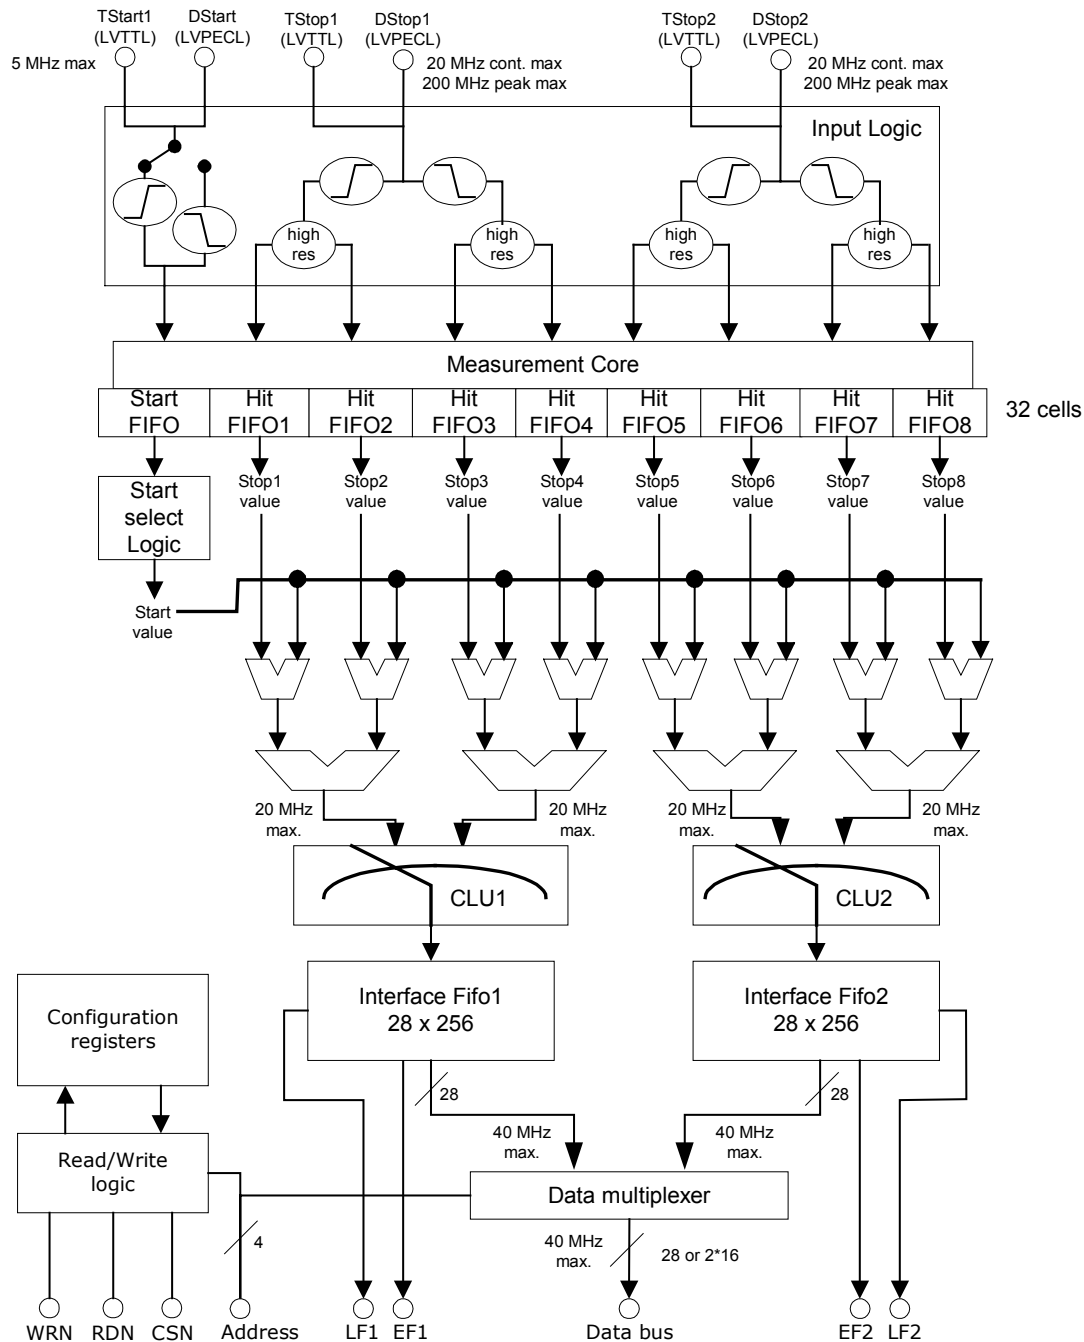 TStart1 DStart TStop1 DStop1 TStop2 DStop2
(LVTTL) (LVPECL) (LVTTL) (LVPECL) (LVTTL) (LVPECL)
5 MHz max 20 MHz cont. max 20 MHz cont. max
200 MHz peak max 200 MHz peak max
Input Logic
high high high high
res res res res
Measurement Core
Start Hit Hit Hit Hit Hit Hit Hit Hit
FIFO FIFO1 FIFO2 FIFO3 FIFO4 FIFO5 FIFO6 FIFO7 FIFO8
32 cells
Stop1 Stop2 Stop3 Stop4 Stop5 Stop6 Stop7 Stop8
value value value value value value value value
Start
select
Logic
Start
value
20 MHz 20 MHz 20 MHz 20 MHz
max. max. max. max.
CLU1 CLU2
Interface Fifo1 Interface Fifo2
28 x 256 28 x 256
Configuration
registers
28 28
40 MHz 40 MHz
max. max.
Read/Write
logic
Data multiplexer
4
40 MHz
max.
28 or 2*16
WRN RDN CSN Address LF1 EF1 Data bus EF2 LF2